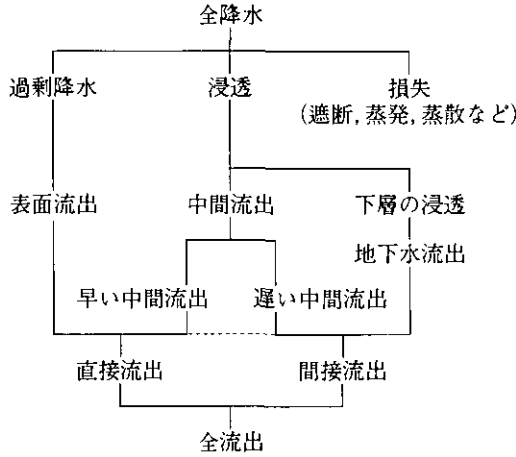 全降水
過剰降水 浸透 損失
(遮断, 蒸発, 蒸散など)
表面流出 中間流出 下層の浸透
地下水流出
早い中間流出 遅い中間流出
直接流出 間接流出
全流出